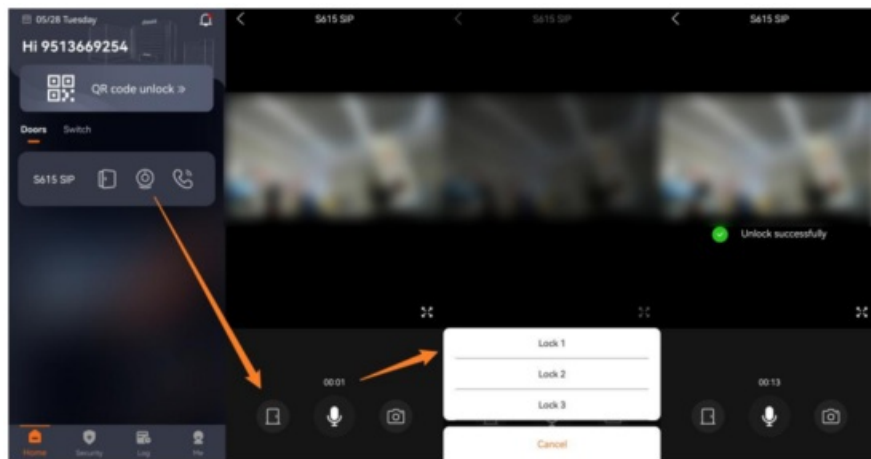 05/28 Tuesday
Hi 9513669254
QR code unlock »
Doors Switch
S615 SIP
Home Security Log Me
S615 SIP
00:01
S615 SIP
Lock 1
Lock 2
Lock 3
Cancel
S615 SIP
Unlock successfully
00:13